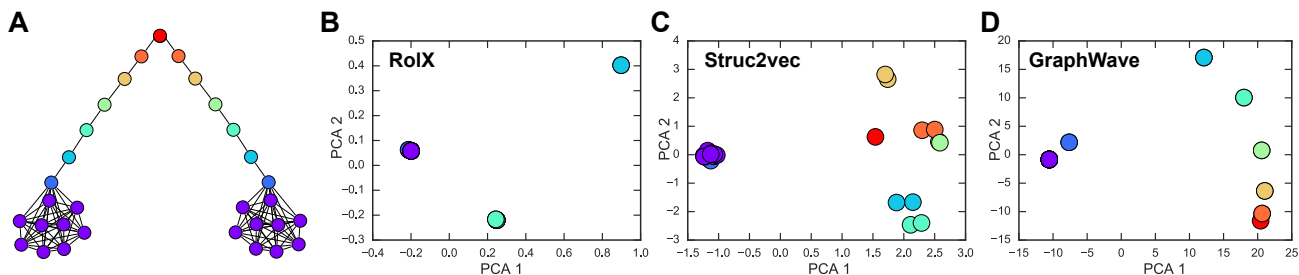 A
B
RolX
PCA 2
0.5
0.4
0.3
0.2
0.1
0.0
−0.1
−0.2
−0.3
−0.4 −0.2 0.0 0.2 0.4 0.6 0.8 1.0
PCA 1
C
Struc2vec
PCA 2
4
3
2
1
0
−1
−2
−3
−1.5 −1.0 −0.5 0.0 0.5 1.0 1.5 2.0 2.5 3.0
PCA 1
D
GraphWave
PCA 2
20
15
10
5
0
−5
−10
−15
−15 −10 −5 0 5 10 15 20 25
PCA 1